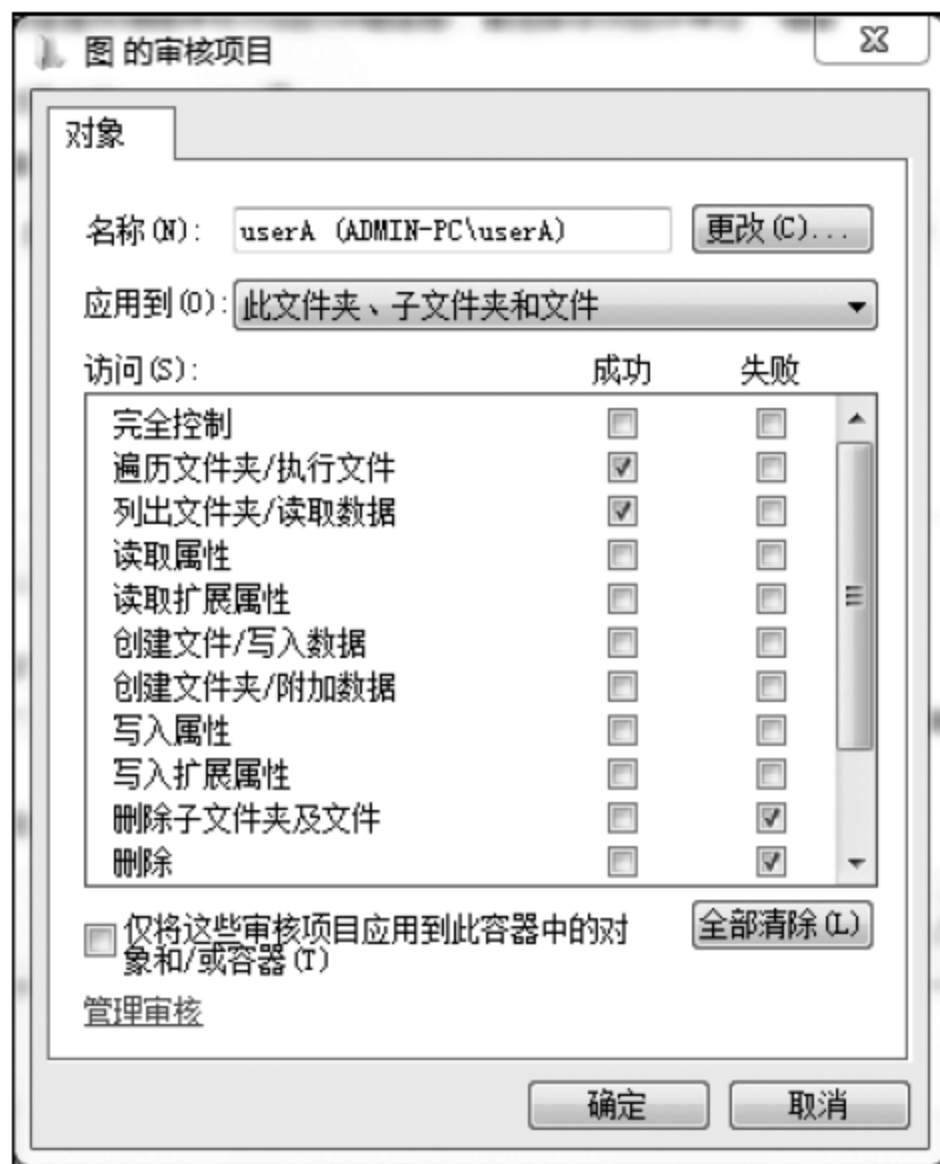 图 的审核项目
对象
名称(N): userA (ADMIN-PC\userA) 更改(C)...
应用到(O): 此文件夹、子文件夹和文件
访问(S): 成功 失败
完全控制
遍历文件夹/执行文件
列出文件夹/读取数据
读取属性
读取扩展属性
创建文件/写入数据
创建文件夹/附加数据
写入属性
写入扩展属性
删除子文件夹及文件
删除
仅将这些审核项目应用到此容器中的对
象和/或容器(T)
全部清除(L)
管理审核
确定 取消